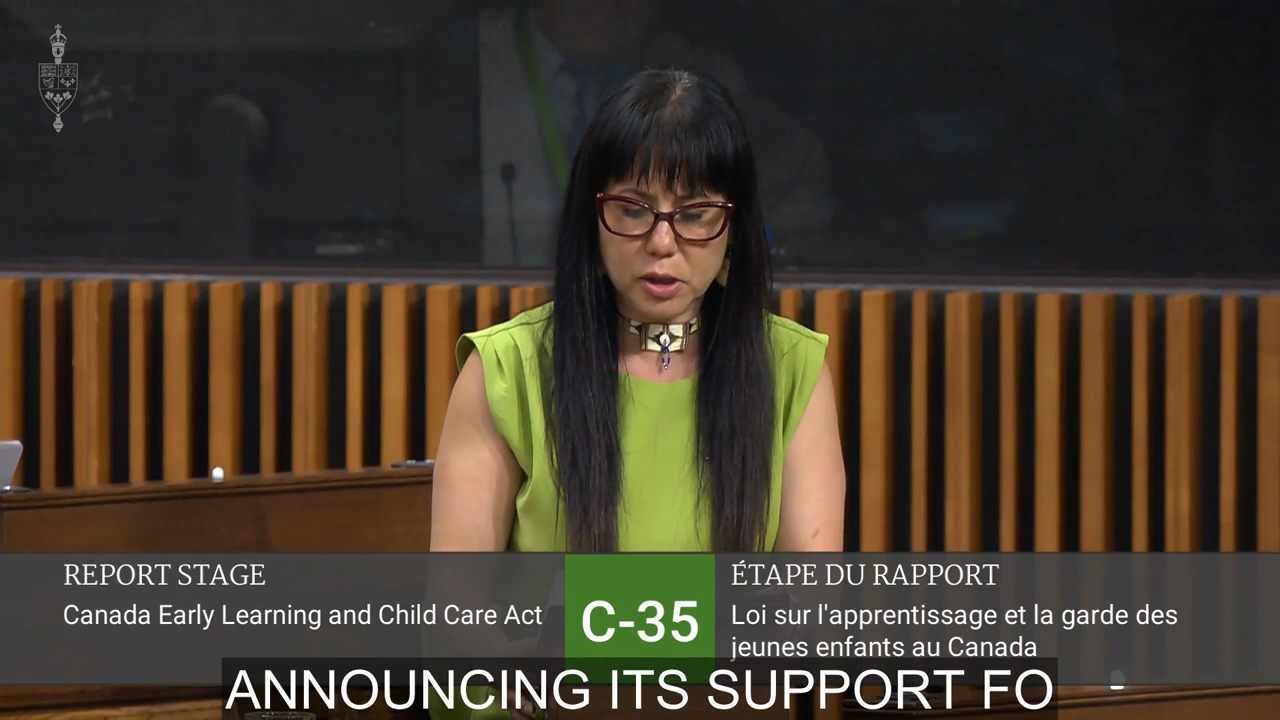 REPORT STAGE
Canada Early Learning and Child Care Act
C-35
ÉTAPE DU RAPPORT
Loi sur l'apprentissage et la garde des
jeunes enfants au Canada
ANNOUNCING ITS SUPPORT FO